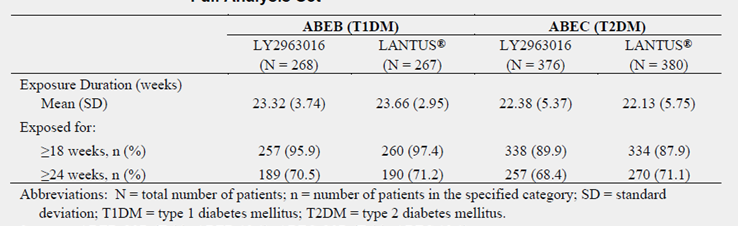 Full Analysis Set
ABEB (T1DM) ABEC (T2DM)
LY2963016 LANTUS® LY2963016 LANTUS®
(N = 268) (N = 267) (N = 376) (N = 380)
Exposure Duration (weeks)
Mean (SD) 23.32 (3.74) 23.66 (2.95) 22.38 (5.37) 22.13 (5.75)
Exposed for:
≥18 weeks, n (%) 257 (95.9) 260 (97.4) 338 (89.9) 334 (87.9)
≥24 weeks, n (%) 189 (70.5) 190 (71.2) 257 (68.4) 270 (71.1)
Abbreviations: N = total number of patients; n = number of patients in the specified category; SD = standard
deviation; T1DM = type 1 diabetes mellitus; T2DM = type 2 diabetes mellitus.